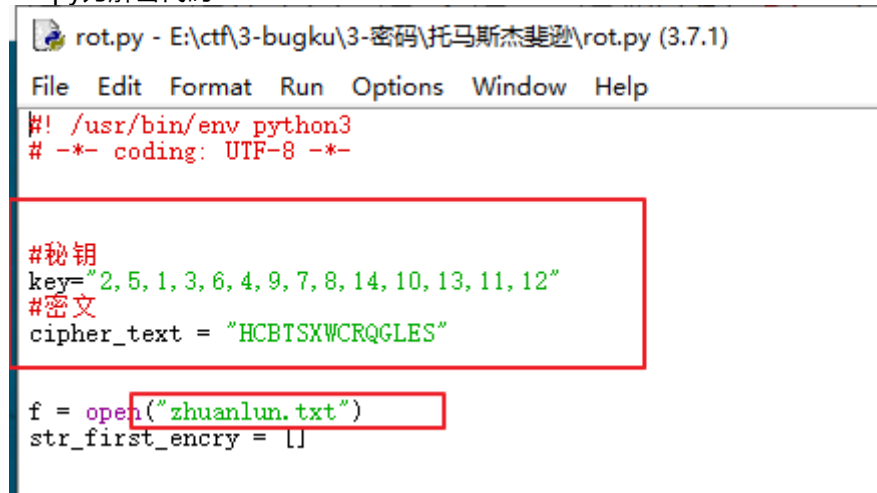 rot.py - E:\ctf\3-bugku\3-密码\托马斯杰斐逊\rot.py (3.7.1)
File Edit Format Run Options Window Help
#! /usr/bin/env python3
# -*- coding: UTF-8 -*-
#秘钥
key="2,5,1,3,6,4,9,7,8,14,10,13,11,12"
#密文
cipher_text = "HCBTSXWCRQGLES"
f = open("zhuanlun.txt")
str_first_encry = []